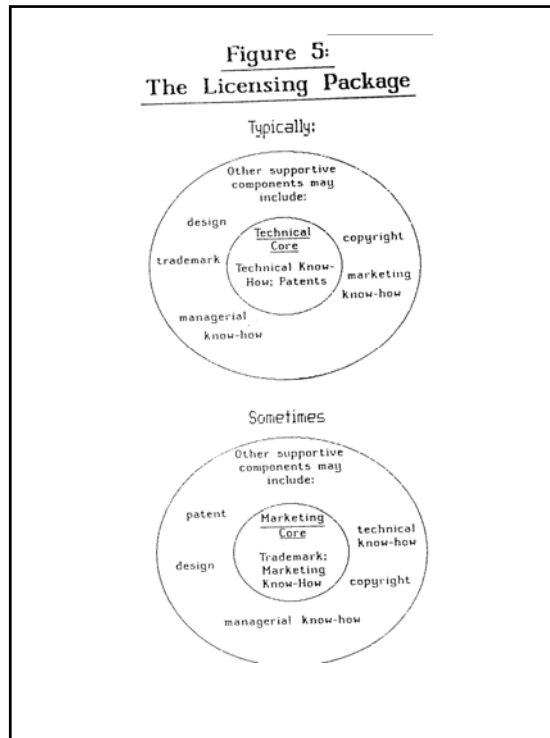 Figure 5:
The Licensing Package
Typically:
Other supportive
components may
include:
design
trademark
managerial
know-how
Technical
Core
Technical Know-
How; Patents
copyright
marketing
know-how
Sometimes
Other supportive
components may
include:
patent
design
Marketing
Core
Trademark;
Marketing
Know-How
technical
know-how
copyright
managerial know-how